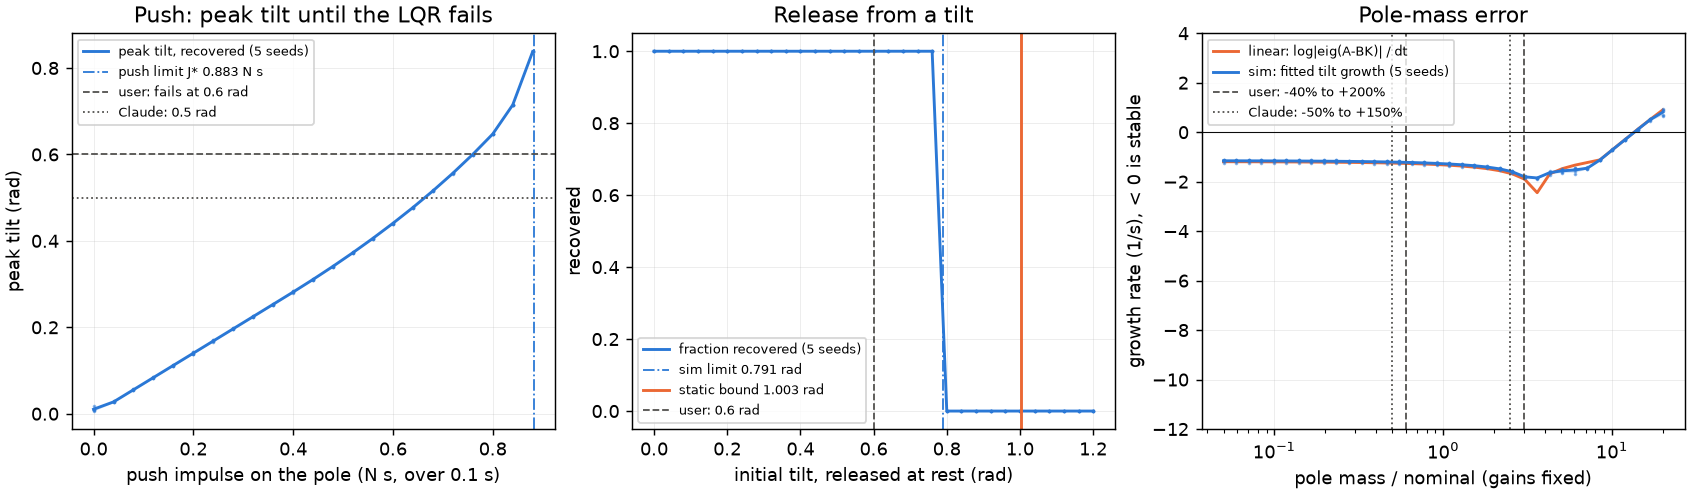 Push: peak tilt until the LQR fails
peak tilt, recovered (5 seeds)
push limit J* 0.883 N s
user: fails at 0.6 rad
Claude: 0.5 rad
peak tilt (rad)
0.8
0.6
0.4
0.2
0.0
0.0 0.2 0.4 0.6 0.8
push impulse on the pole (N s, over 0.1 s)
Release from a tilt
recovered
1.0
0.8
0.6
0.4
0.2
0.0
fraction recovered (5 seeds)
sim limit 0.791 rad
static bound 1.003 rad
user: 0.6 rad
0.0 0.2 0.4 0.6 0.8 1.0 1.2
initial tilt, released at rest (rad)
Pole-mass error
linear: log|eig(A-BK)| / dt
sim: fitted tilt growth (5 seeds)
user: -40% to +200%
Claude: -50% to +150%
growth rate (1/s), < 0 is stable
4
2
0
−2
−4
−6
−8
−10
−12
10⁻¹ 10⁰ 10¹
pole mass / nominal (gains fixed)